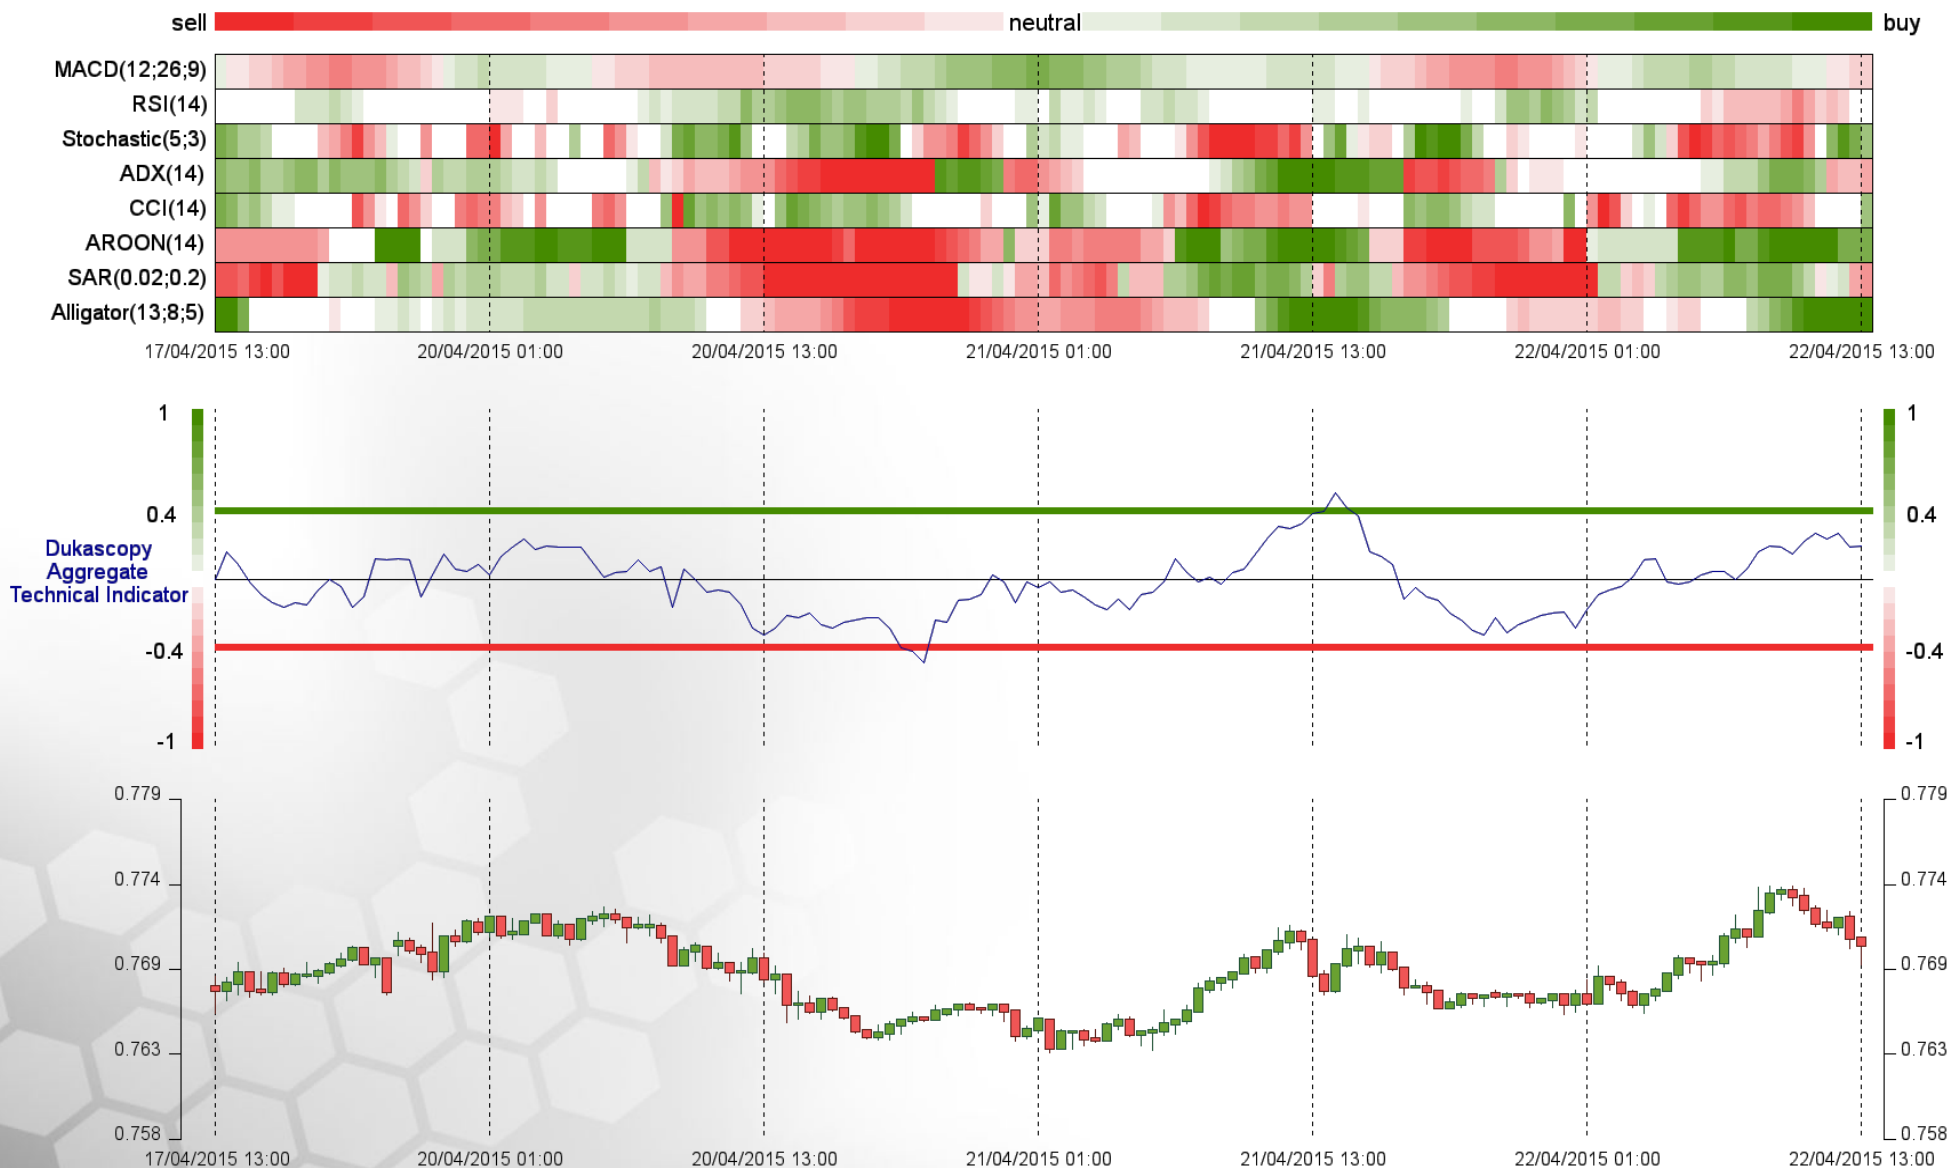 sell neutral buy
MACD(12;26;9)
RSI(14)
Stochastic(5;3)
ADX(14)
CCI(14)
AROON(14)
SAR(0.02;0.2)
Alligator(13;8;5)
17/04/2015 13:00 20/04/2015 01:00 20/04/2015 13:00 21/04/2015 01:00 21/04/2015 13:00 22/04/2015 01:00 22/04/2015 13:00
1 1
0.4 0.4
Dukascopy
Aggregate
Technical Indicator
-0.4 -0.4
-1 -1
0.779 0.779
0.774 0.774
0.769 0.769
0.763 0.763
0.758 0.758
17/04/2015 13:00 20/04/2015 01:00 20/04/2015 13:00 21/04/2015 01:00 21/04/2015 13:00 22/04/2015 01:00 22/04/2015 13:00